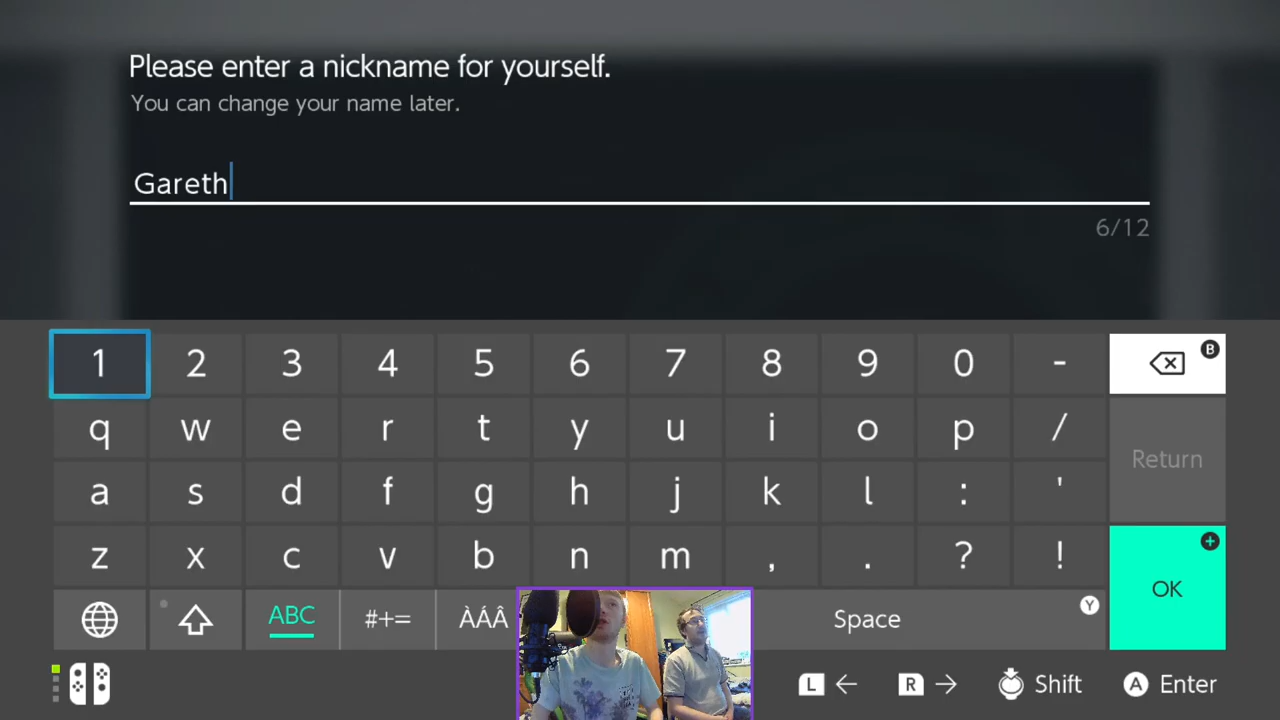 Please enter a nickname for yourself.
You can change your name later.
Gareth
6/12
1 2 3 4 5 6 7 8 9 0 -
B
q w e r t y u i o p /
Return
a s d f g h j k l : '
z x c v b n m , . ? !
+
OK
ABC #+= ÀÁÂ Space Y
L ← R → Shift A Enter